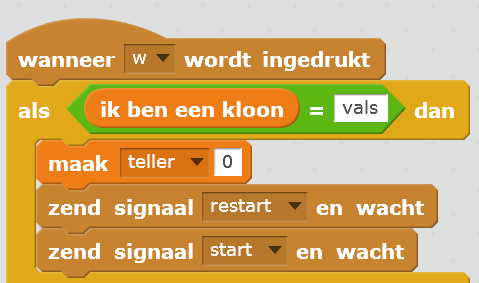 wanneer w wordt ingedrukt
als ik ben een kloon = vals dan
maak teller 0
zend signaal restart en wacht
zend signaal start en wacht